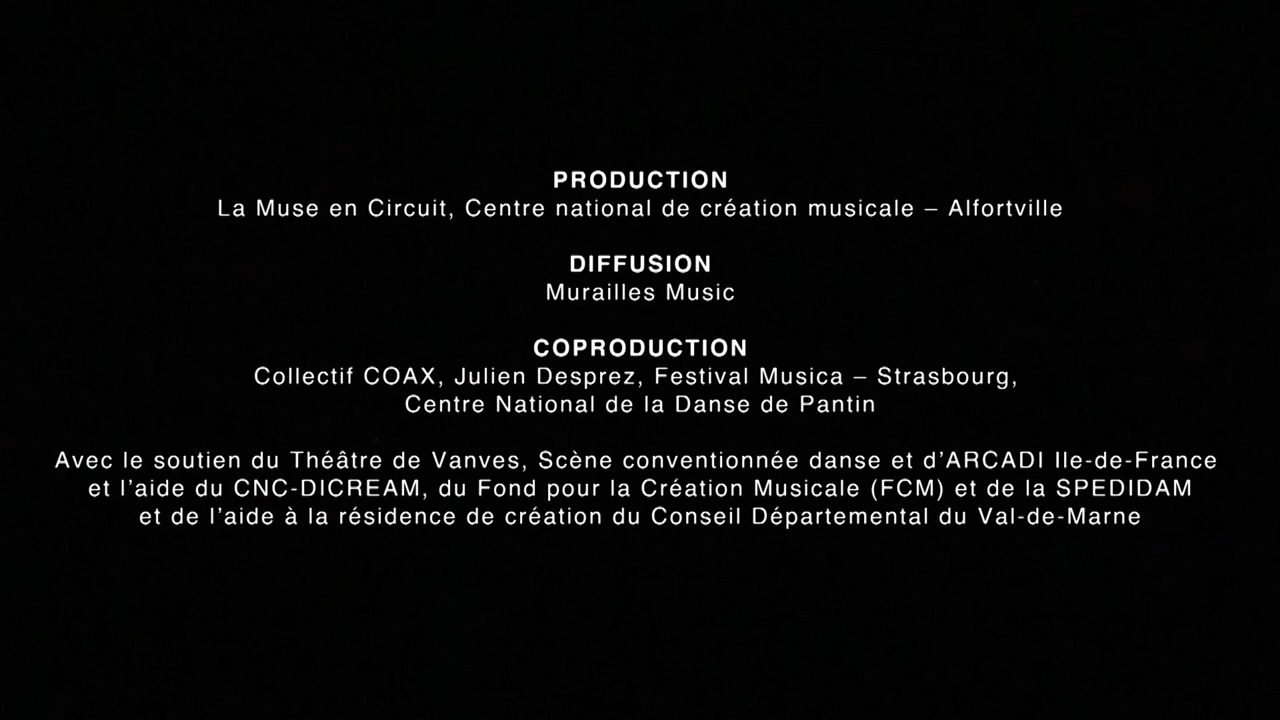 PRODUCTION
La Muse en Circuit, Centre national de création musicale – Alfortville
DIFFUSION
Murailles Music
COPRODUCTION
Collectif COAX, Julien Desprez, Festival Musica – Strasbourg,
Centre National de la Danse de Pantin
Avec le soutien du Théâtre de Vanves, Scène conventionnée danse et d’ARCADI Ile-de-France
et l’aide du CNC-DICREAM, du Fond pour la Création Musicale (FCM) et de la SPEDIDAM
et de l’aide à la résidence de création du Conseil Départemental du Val-de-Marne